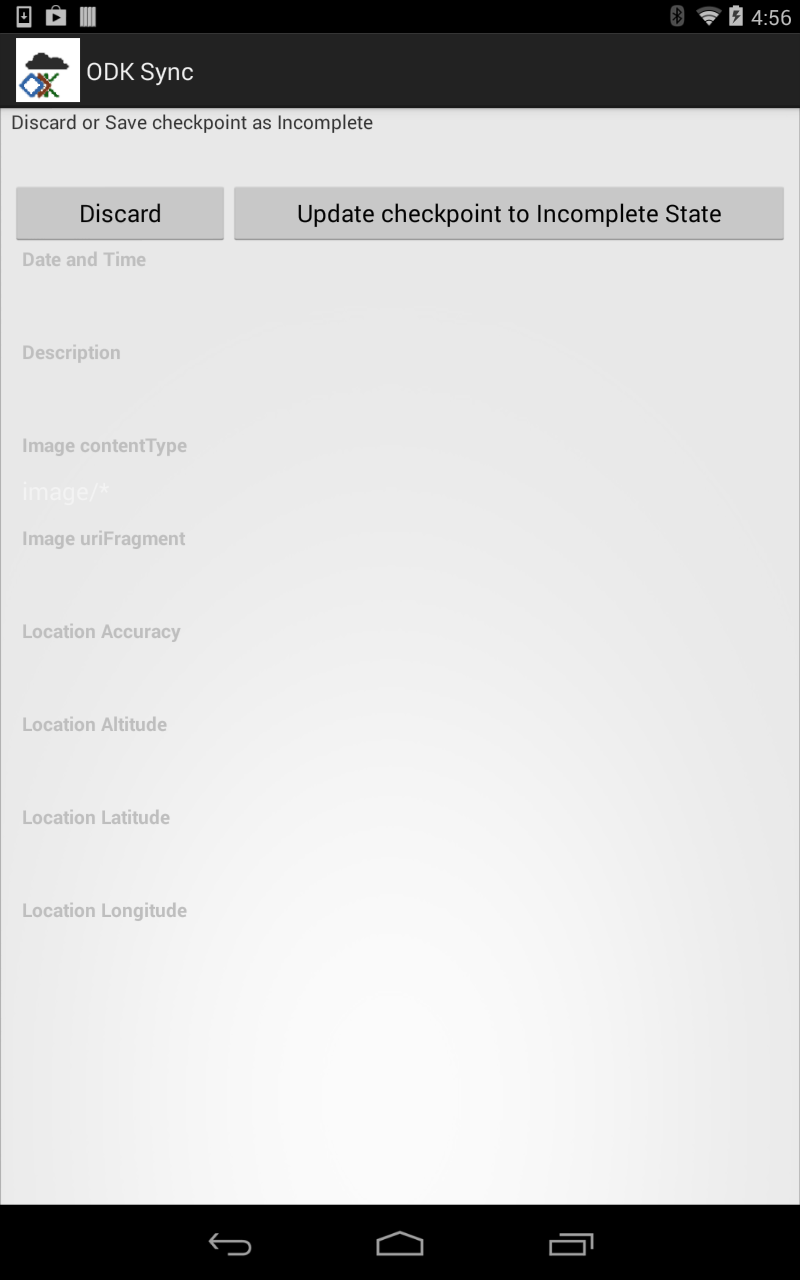 4:56
ODK Sync
Discard or Save checkpoint as Incomplete
Discard
Update checkpoint to Incomplete State
Date and Time
Description
Image contentType
image/*
Image uriFragment
Location Accuracy
Location Altitude
Location Latitude
Location Longitude